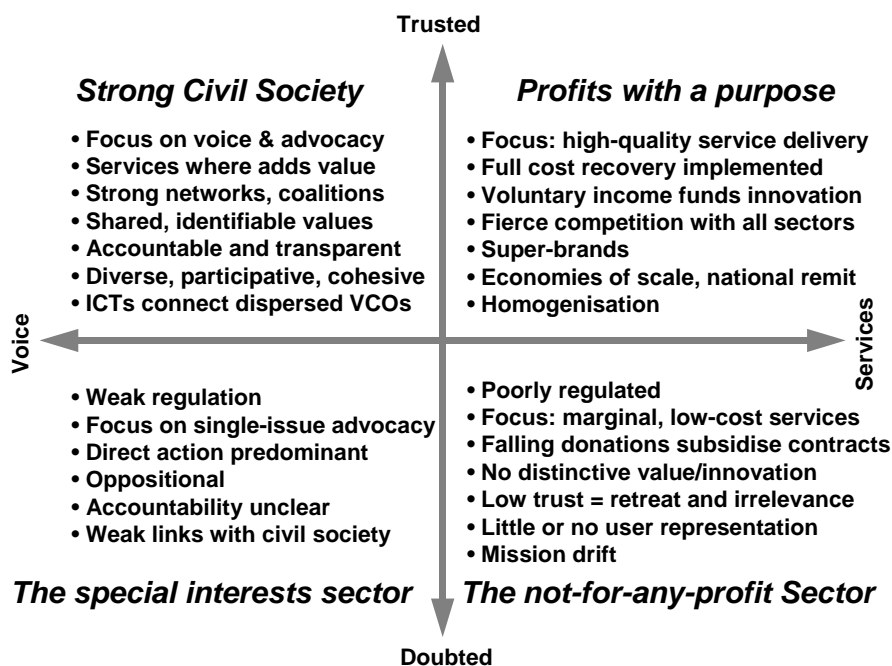 Trusted
Strong Civil Society
• Focus on voice & advocacy
• Services where adds value
• Strong networks, coalitions
• Shared, identifiable values
• Accountable and transparent
• Diverse, participative, cohesive
• ICTs connect dispersed VCOs
Profits with a purpose
• Focus: high-quality service delivery
• Full cost recovery implemented
• Voluntary income funds innovation
• Fierce competition with all sectors
• Super-brands
• Economies of scale, national remit
• Homogenisation
Voice
Services
• Weak regulation
• Focus on single-issue advocacy
• Direct action predominant
• Oppositional
• Accountability unclear
• Weak links with civil society
The special interests sector
• Poorly regulated
• Focus: marginal, low-cost services
• Falling donations subsidise contracts
• No distinctive value/innovation
• Low trust = retreat and irrelevance
• Little or no user representation
• Mission drift
The not-for-any-profit Sector
Doubted